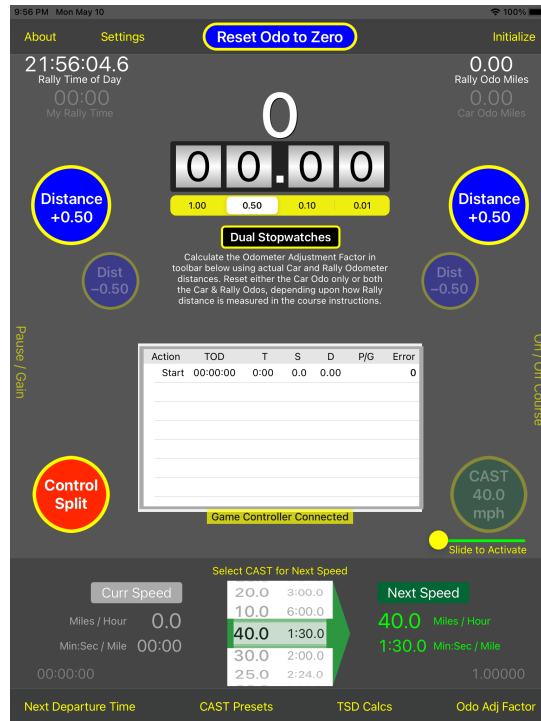 9:56 PM Mon May 10
100%
About Settings Reset Odo to Zero Initialize
21:56:04.6
Rally Time of Day
00:00
My Rally Time
0.00
Rally Odo Miles
0.00
Car Odo Miles
0
00.00
1.00 0.50 0.10 0.01
Distance
+0.50
Distance
+0.50
Dual Stopwatches
Dist
−0.50
Dist
−0.50
Calculate the Odometer Adjustment Factor in
toolbar below using actual Car and Rally Odometer
distances. Reset either the Car Odo only or both
the Car & Rally Odos, depending upon how Rally
distance is measured in the course instructions.
Pause / Gain
On / Off Course
Action TOD T S D P/G Error
Start 00:00:00 0:00 0.0 0.00 0
Control
Split
CAST
40.0
mph
Game Controller Connected
Slide to Activate
Select CAST for Next Speed
Curr Speed
Miles / Hour 0.0
Min:Sec / Mile 00:00
00:00:00
20.0 3:00.0
10.0 6:00.0
40.0 1:30.0
30.0 2:00.0
25.0 2:24.0
Next Speed
40.0 Miles / Hour
1:30.0 Min:Sec / Mile
1.00000
Next Departure Time CAST Presets TSD Calcs Odo Adj Factor